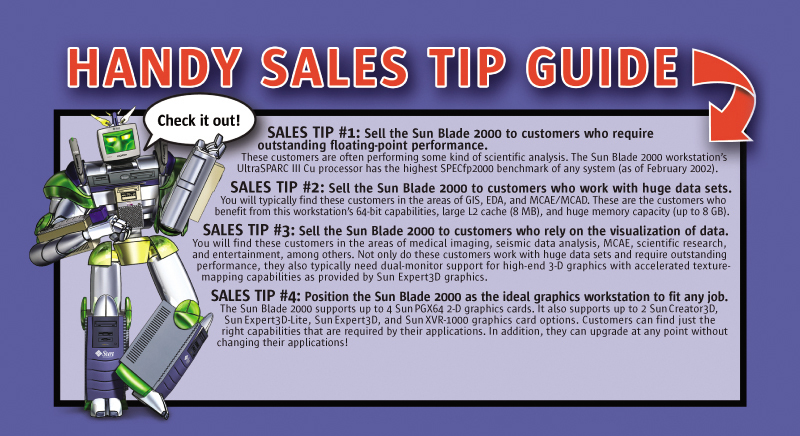 HANDY SALES TIP GUIDE
Check it out!
SALES TIP #1: Sell the Sun Blade 2000 to customers who require
outstanding floating-point performance.
These customers are often performing some kind of scientific analysis. The Sun Blade 2000 workstation's
UltraSPARC III Cu processor has the highest SPECfp2000 benchmark of any system (as of February 2002).
SALES TIP #2: Sell the Sun Blade 2000 to customers who work with huge data sets.
You will typically find these customers in the areas of GIS, EDA, and MCAE/MCAD. These are the customers who
benefit from this workstation's 64-bit capabilities, large L2 cache (8 MB), and huge memory capacity (up to 8 GB).
SALES TIP #3: Sell the Sun Blade 2000 to customers who rely on the visualization of data.
You will find these customers in the areas of medical imaging, seismic data analysis, MCAE, scientific research,
and entertainment, among others. Not only do these customers work with huge data sets and require outstanding
performance, they also typically need dual-monitor support for high-end 3-D graphics with accelerated texture-
mapping capabilities as provided by Sun Expert3D graphics.
SALES TIP #4: Position the Sun Blade 2000 as the ideal graphics workstation to fit any job.
The Sun Blade 2000 supports up to 4 Sun PGX64 2-D graphics cards. It also supports up to 2 Sun Creator3D,
Sun Expert3D-Lite, Sun Expert3D, and Sun XVR-1000 graphics card options. Customers can find just the
right capabilities that are required by their applications. In addition, they can upgrade at any point without
changing their applications!
Sun